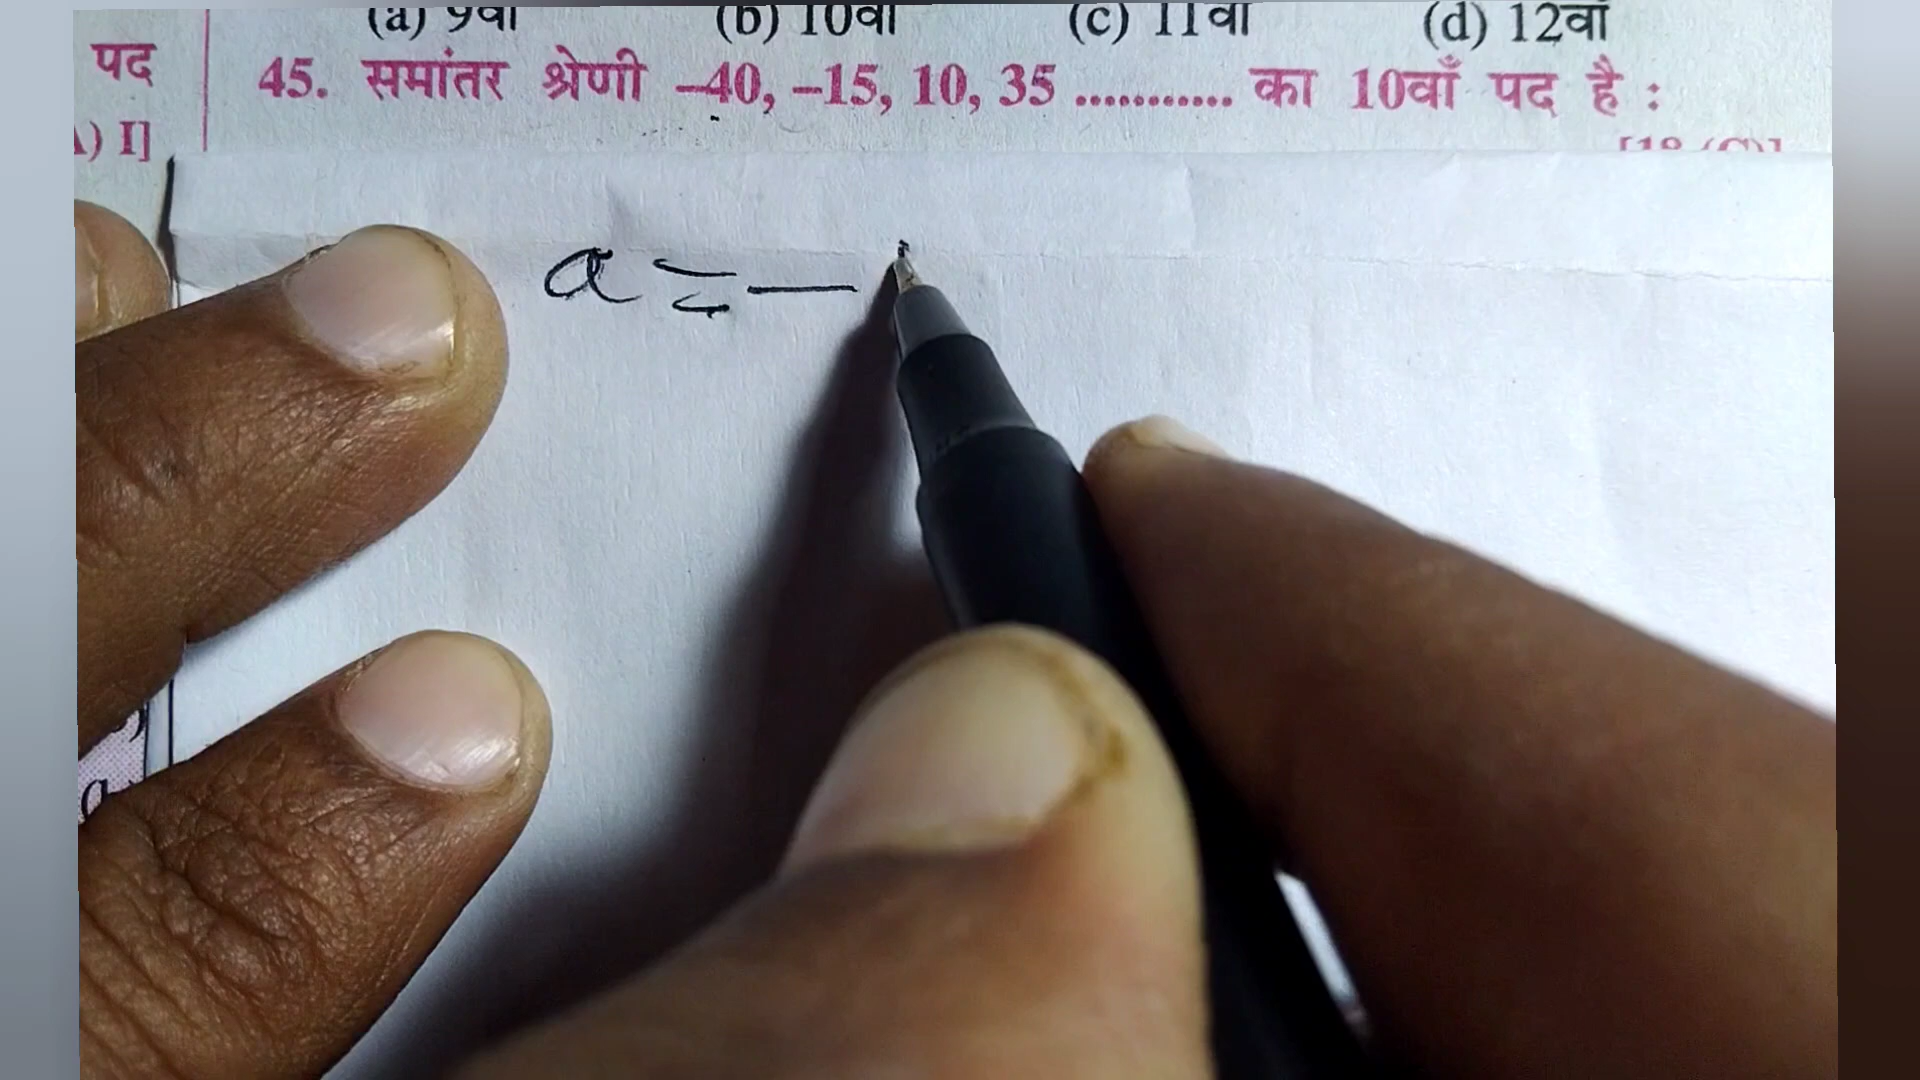 (a) 9वाँ (b) 10वाँ (c) 11वाँ (d) 12वाँ
पद
45. समांतर श्रेणी –40, –15, 10, 35 ........... का 10वाँ पद है :
) I]
a = —